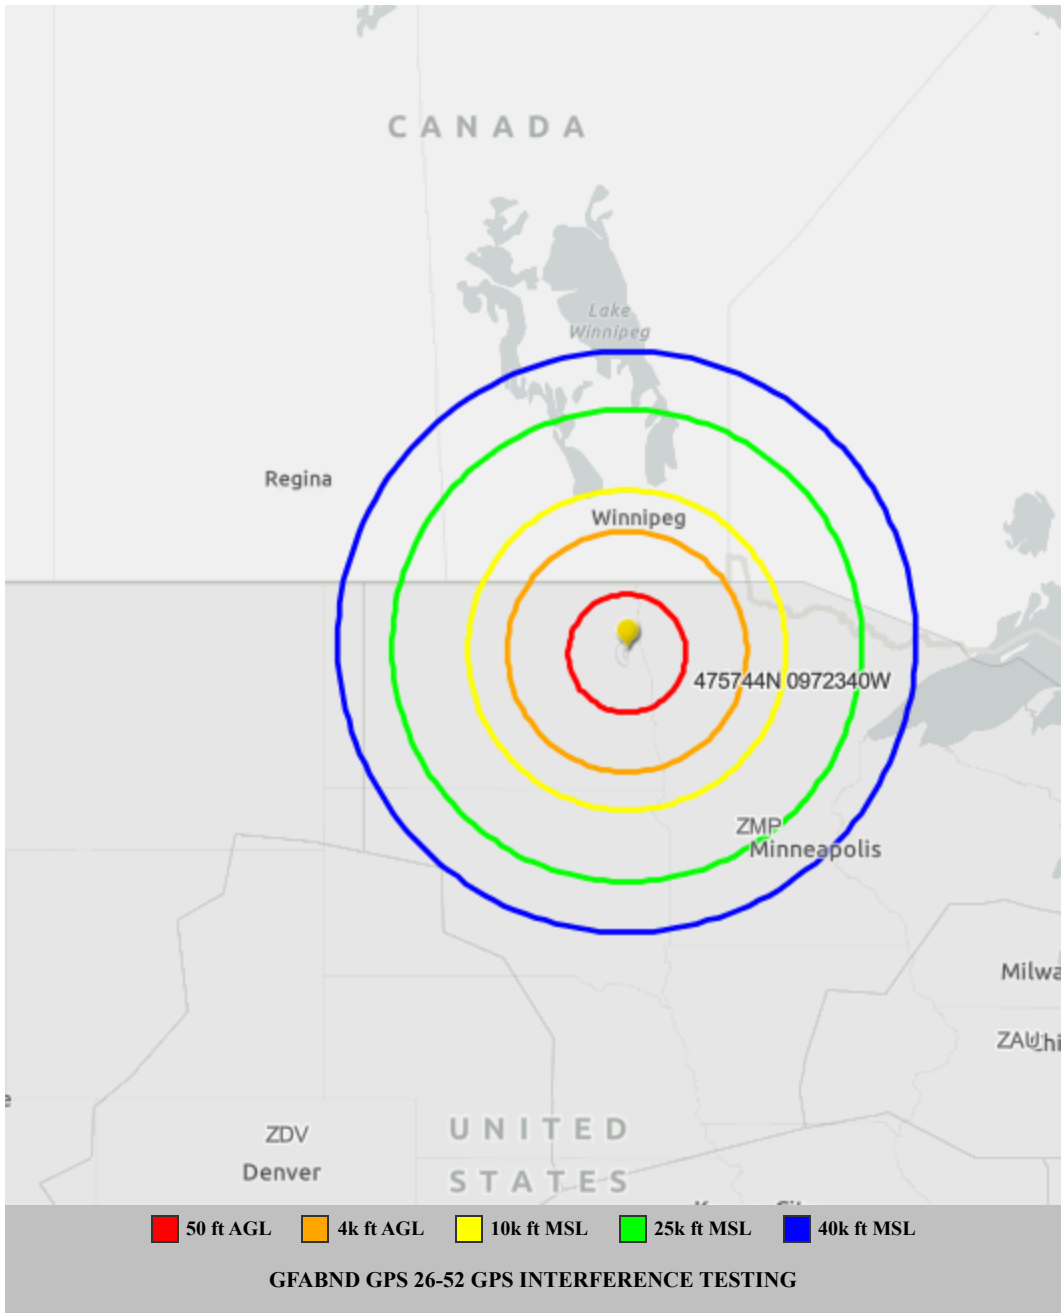 CANADA
Lake
Winnipeg
Regina
Winnipeg
475744N 0972340W
ZMP
Minneapolis
Milwa
ZAU
ZDV
Denver
UNITED
STATES
50 ft AGL 4k ft AGL 10k ft MSL 25k ft MSL 40k ft MSL
GFABND GPS 26-52 GPS INTERFERENCE TESTING